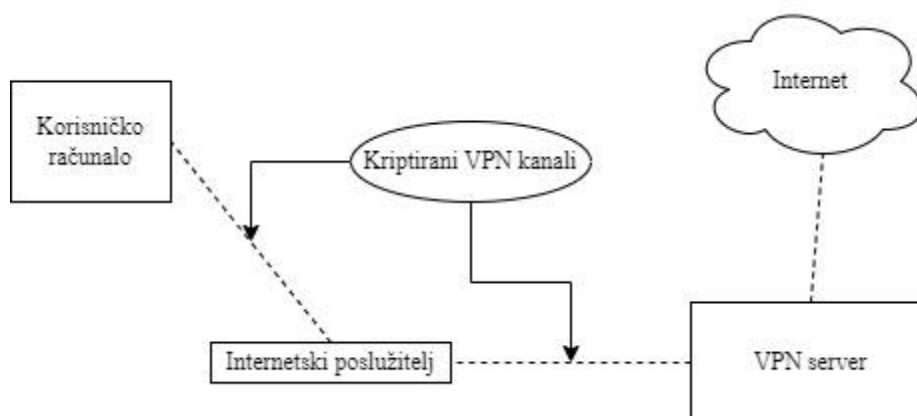 Korisničko
računalo
Kriptirani VPN kanali
Internet
Internetski poslužitelj
VPN server